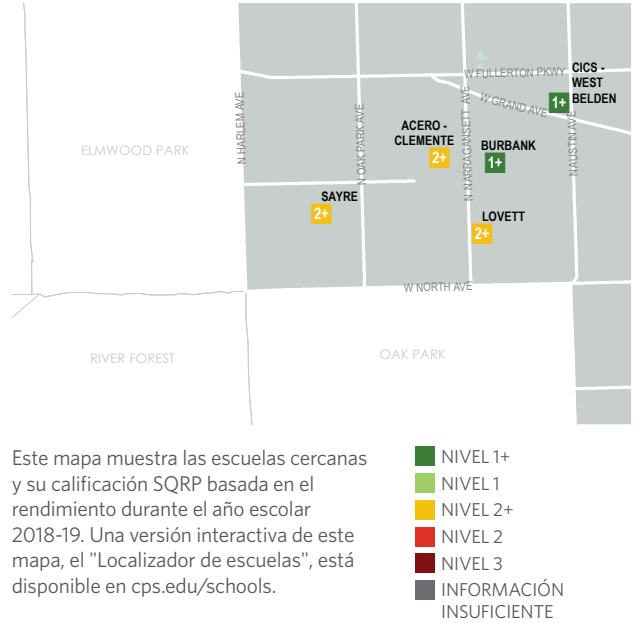 CICS -
WEST
BELDEN
W FULLERTON PKWY
W GRAND AVE
1+
N HARLEM AVE
N OAK PARK AVE
N NARRAGANSETT AVE
N AUSTIN AVE
ACERO -
CLEMENTE
2+
BURBANK
1+
ELMWOOD PARK
SAYRE
2+
LOVETT
2+
W NORTH AVE
RIVER FOREST
OAK PARK
Este mapa muestra las escuelas cercanas
y su calificación SQRP basada en el
rendimiento durante el año escolar
2018-19. Una versión interactiva de este
mapa, el "Localizador de escuelas", está
disponible en cps.edu/schools.
NIVEL 1+
NIVEL 1
NIVEL 2+
NIVEL 2
NIVEL 3
INFORMACIÓN
INSUFICIENTE